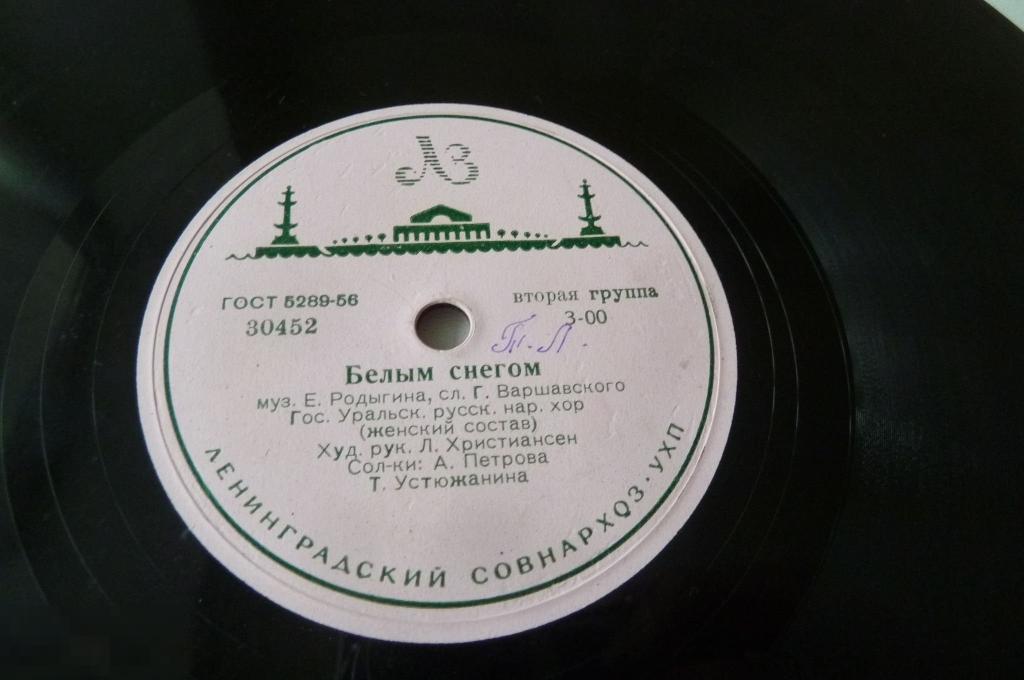 ЛЗ
ГОСТ 5289-56
вторая группа
30452
3-00
Т.Л.
Белым снегом
муз. Е. Родыгина, сл. Г. Варшавского
Гос. Уральск. русск. нар. хор
(женский состав)
Худ. рук. Л. Христиансен
Сол-ки: А. Петрова
Т. Устюжанина
ЛЕНИНГРАДСКИЙ СОВНАРХОЗ·УХП